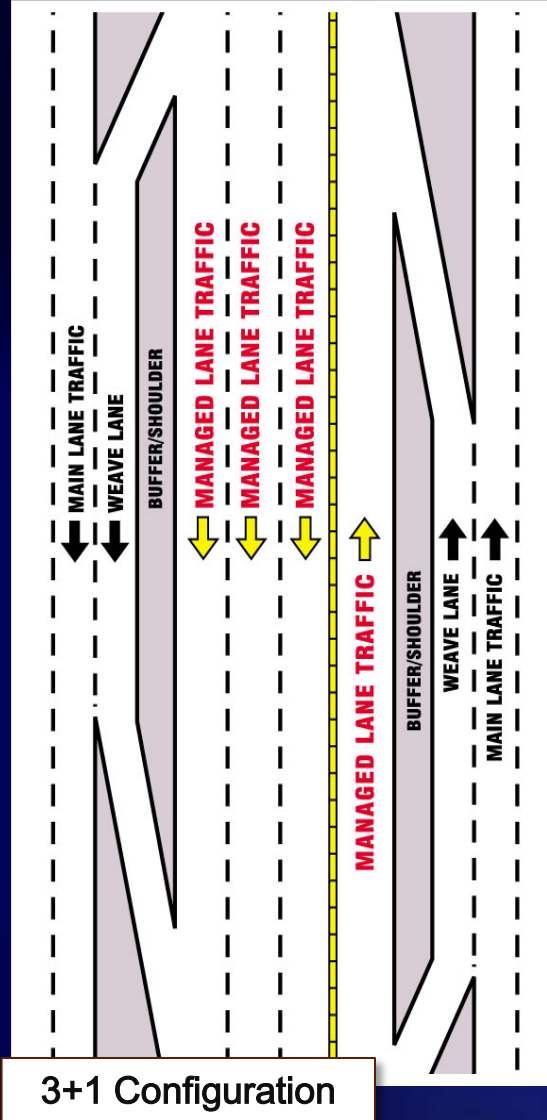 MAIN LANE TRAFFIC
WEAVE LANE
BUFFER/SHOULDER
MANAGED LANE TRAFFIC
MANAGED LANE TRAFFIC
MANAGED LANE TRAFFIC
MANAGED LANE TRAFFIC
BUFFER/SHOULDER
WEAVE LANE
MAIN LANE TRAFFIC
3+1 Configuration